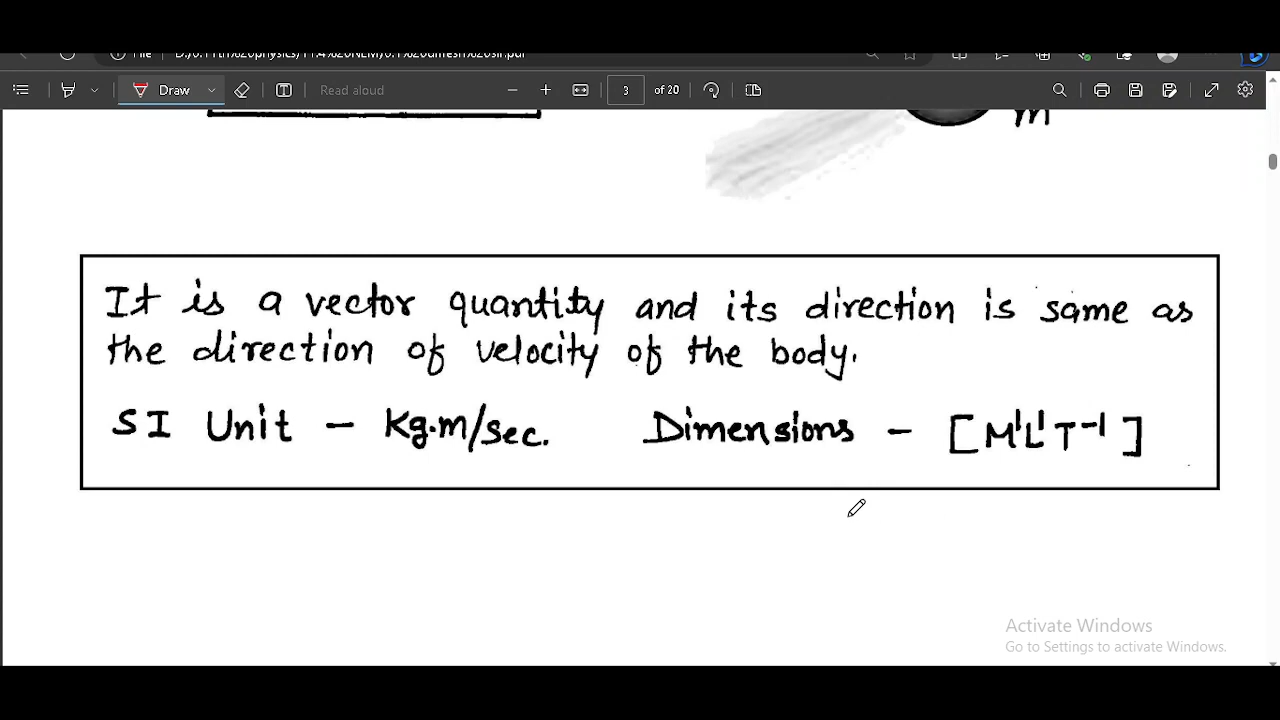 Draw
Read aloud
3
of 20
m
It is a vector quantity and its direction is same as
the direction of velocity of the body.
SI Unit - Kg.m/sec. Dimensions - [M¹L¹T⁻¹]
Activate Windows
Go to Settings to activate Windows.